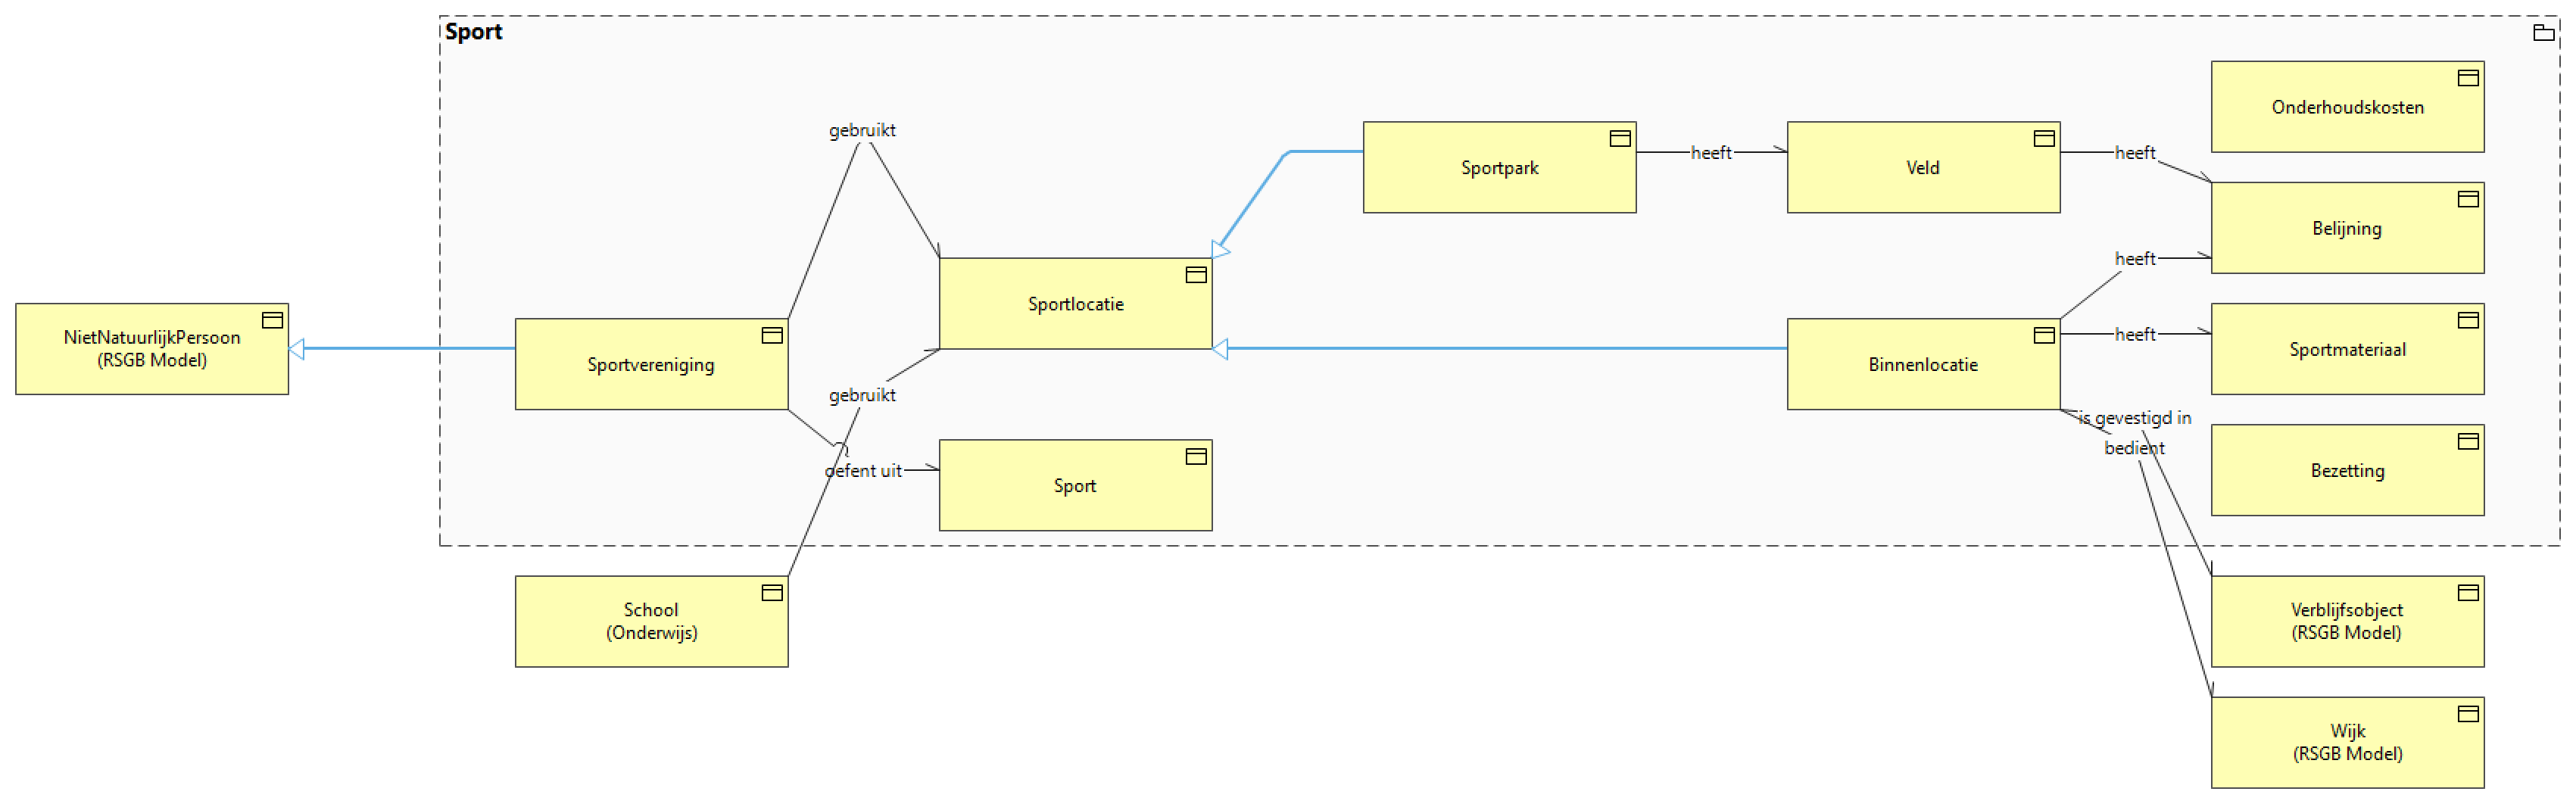 Sport
Onderhoudskosten
gebruikt
Sportpark
heeft
Veld
heeft
Belijning
Sportlocatie
heeft
NietNatuurlijkPersoon
(RSGB Model)
Sportvereniging
Binnenlocatie
heeft
Sportmateriaal
gebruikt
is gevestigd in
bedient
oefent uit
Sport
Bezetting
School
(Onderwijs)
Verblijfsobject
(RSGB Model)
Wijk
(RSGB Model)